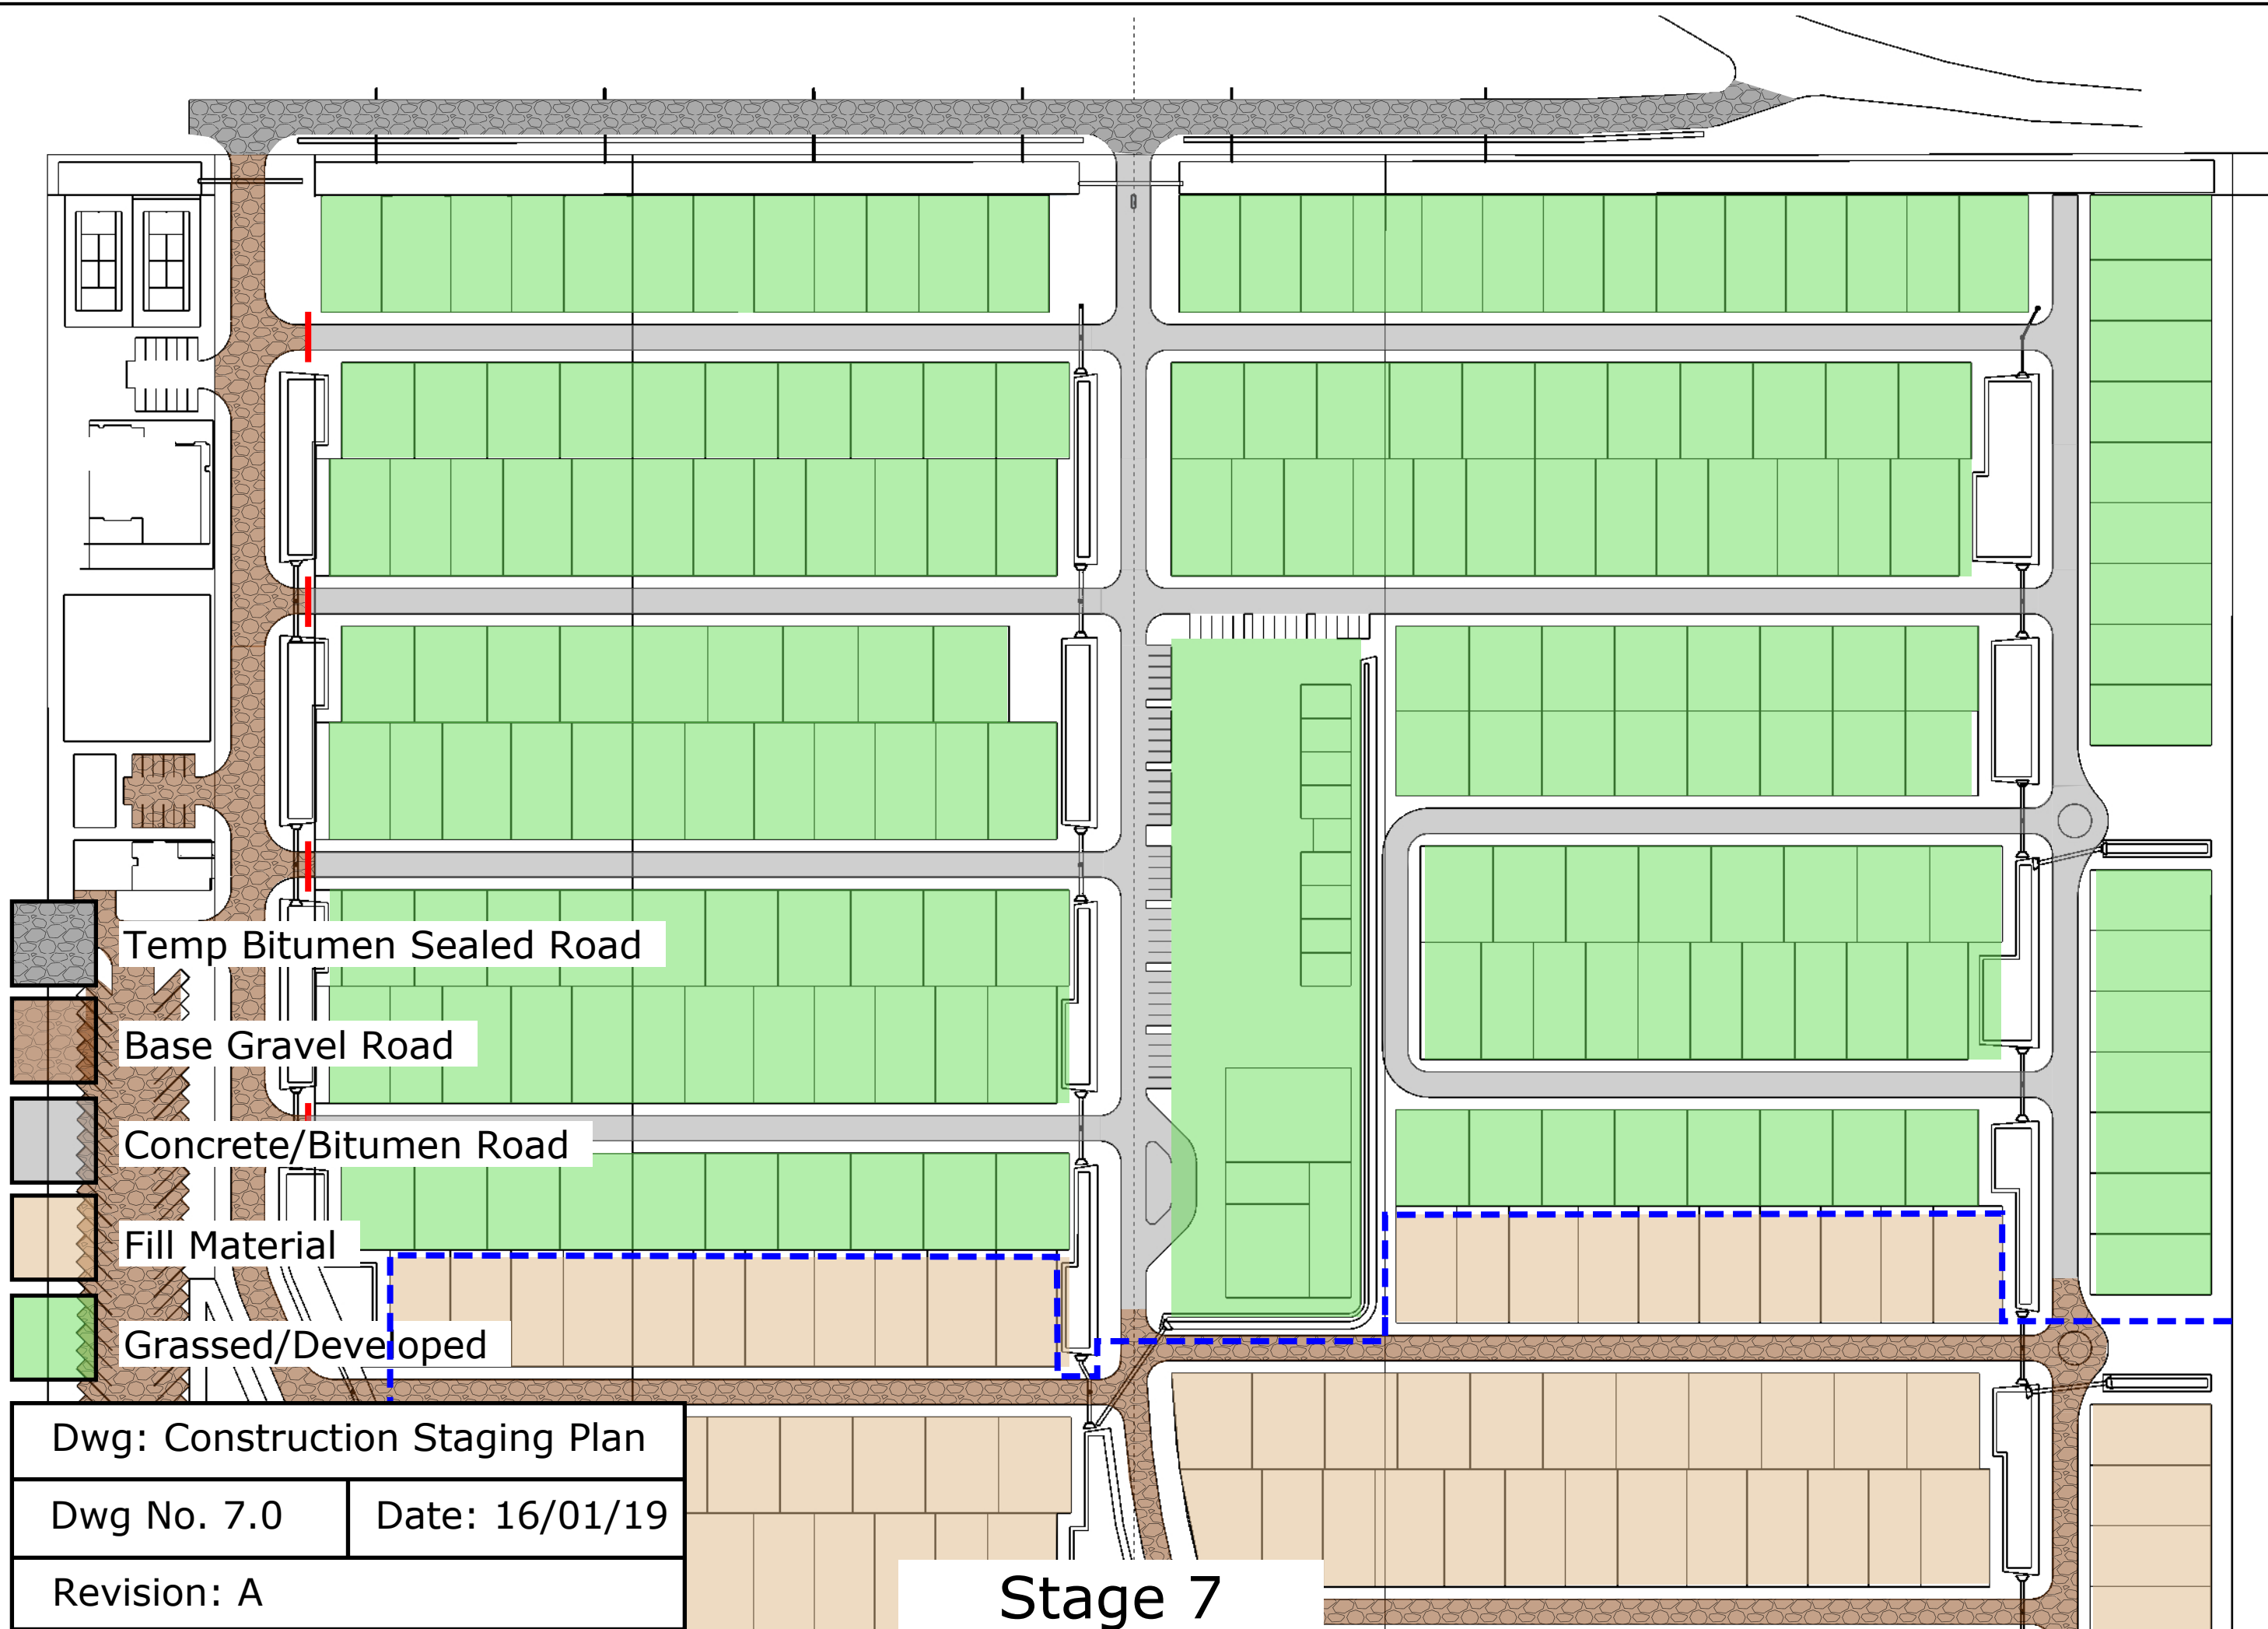 Temp Bitumen Sealed Road
Base Gravel Road
Concrete/Bitumen Road
Fill Material
Grassed/Developed
Dwg: Construction Staging Plan
Dwg No. 7.0
Date: 16/01/19
Revision: A
Stage 7